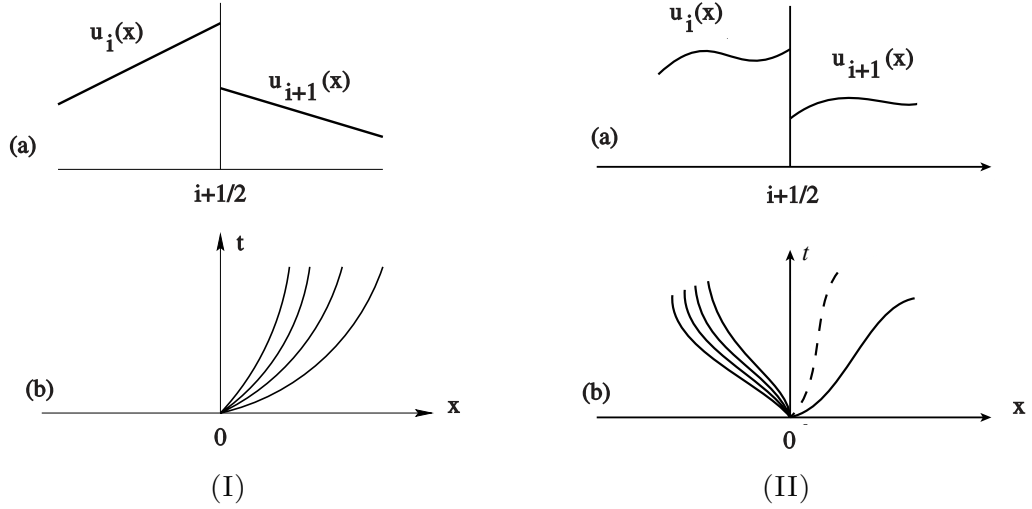 u_i(x)
u_{i+1}(x)
(a)
i+1/2
t
(b)
x
0
(I)
u_i(x)
u_{i+1}(x)
(a)
i+1/2
t
(b)
x
0
(II)